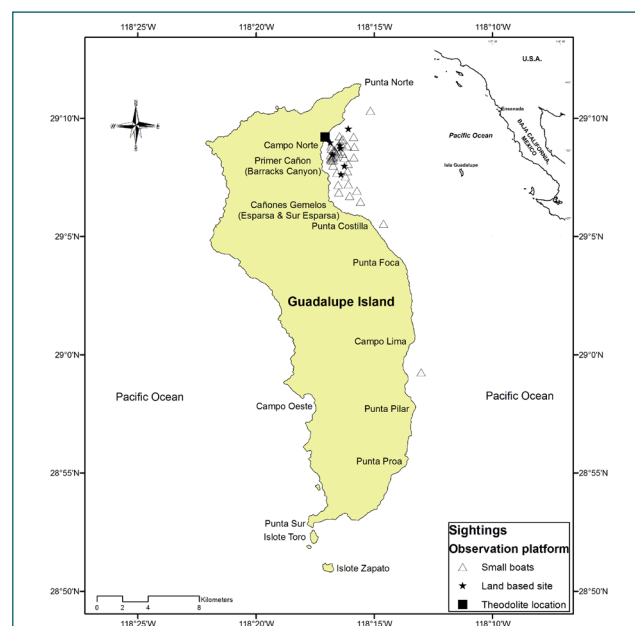 118°25'W 118°20'W 118°15'W 118°10'W
U.S.A.
Punta Norte
29°10'N 29°10'N
Ensenada
BAJA CALIFORNIA
MEXICO
Pacific Ocean
Campo Norte
Primer Cañon
(Barracks Canyon)
Isla Guadalupe
Cañones Gemelos
(Esparsa & Sur Esparsa)
Punta Costilla
29°5'N 29°5'N
Punta Foca
Guadalupe Island
Campo Lima
29°0'N 29°0'N
Pacific Ocean Pacific Ocean
Campo Oeste
Punta Pilar
Punta Proa
28°55'N 28°55'N
Punta Sur
Islote Toro
Islote Zapato
Sightings
Observation platform
Small boats
Land based site
Theodolite location
28°50'N 28°50'N
0 2 4 8
Kilometers
118°25'W 118°20'W 118°15'W 118°10'W